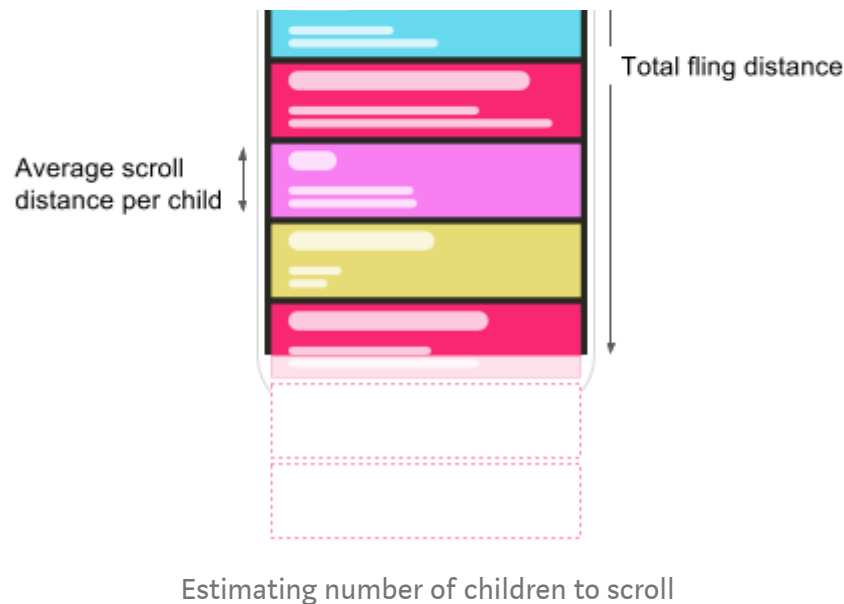 Total fling distance
Average scroll
distance per child
Estimating number of children to scroll